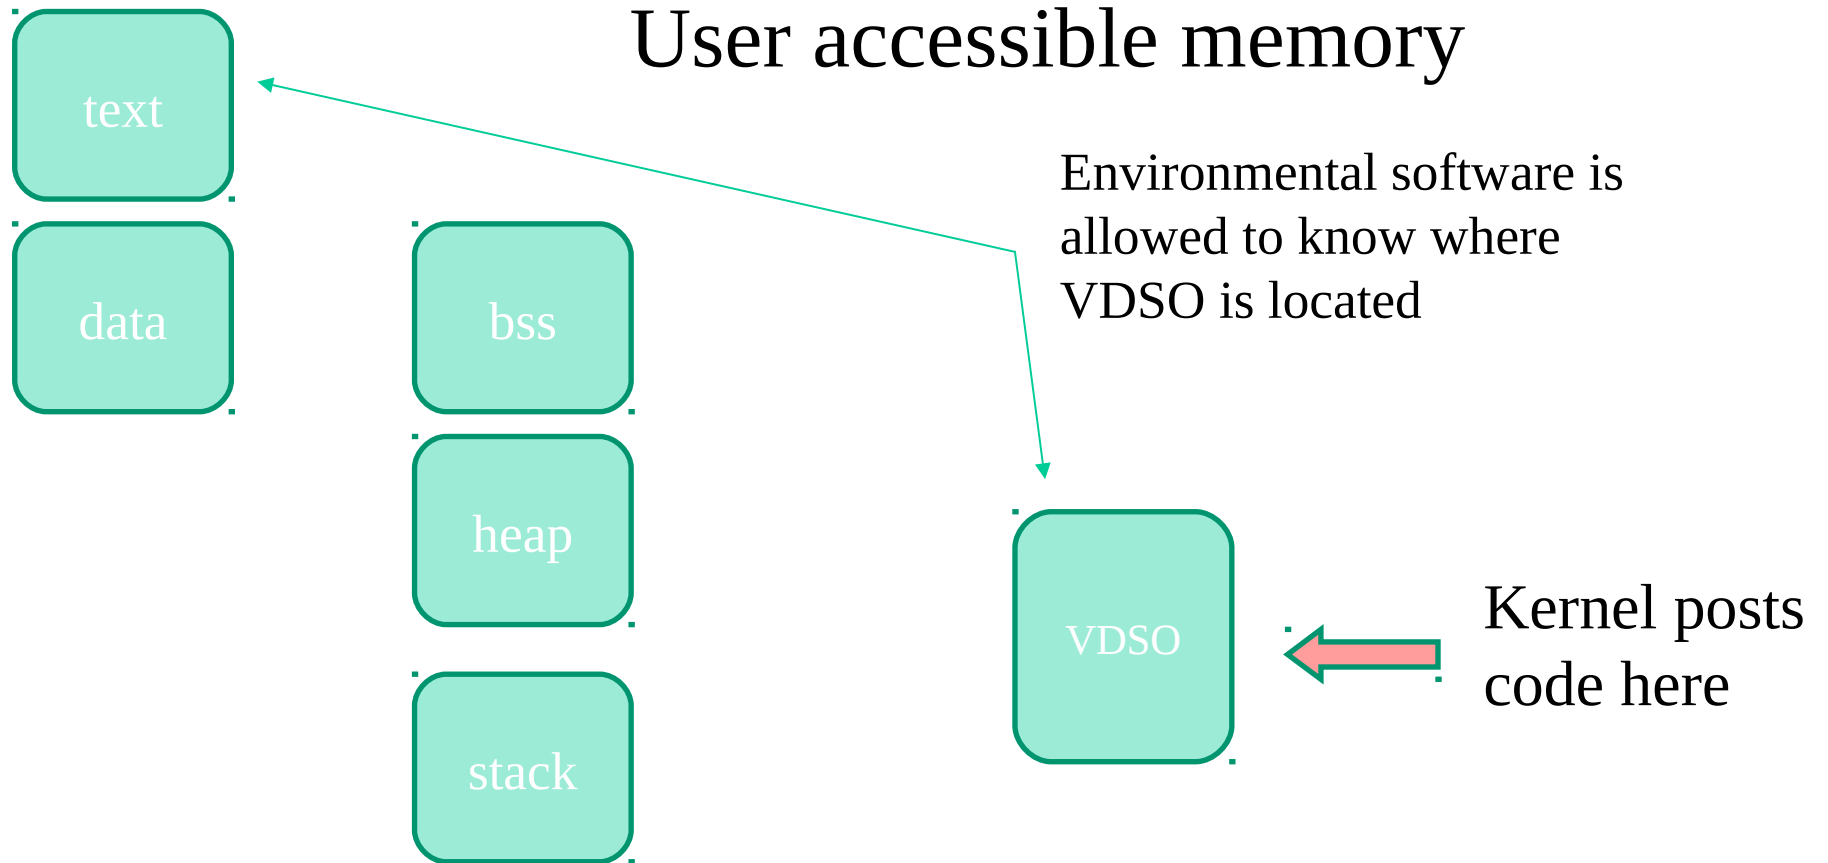 User accessible memory
text
Environmental software is
allowed to know where
VDSO is located
data
bss
heap
VDSO
Kernel posts
code here
stack